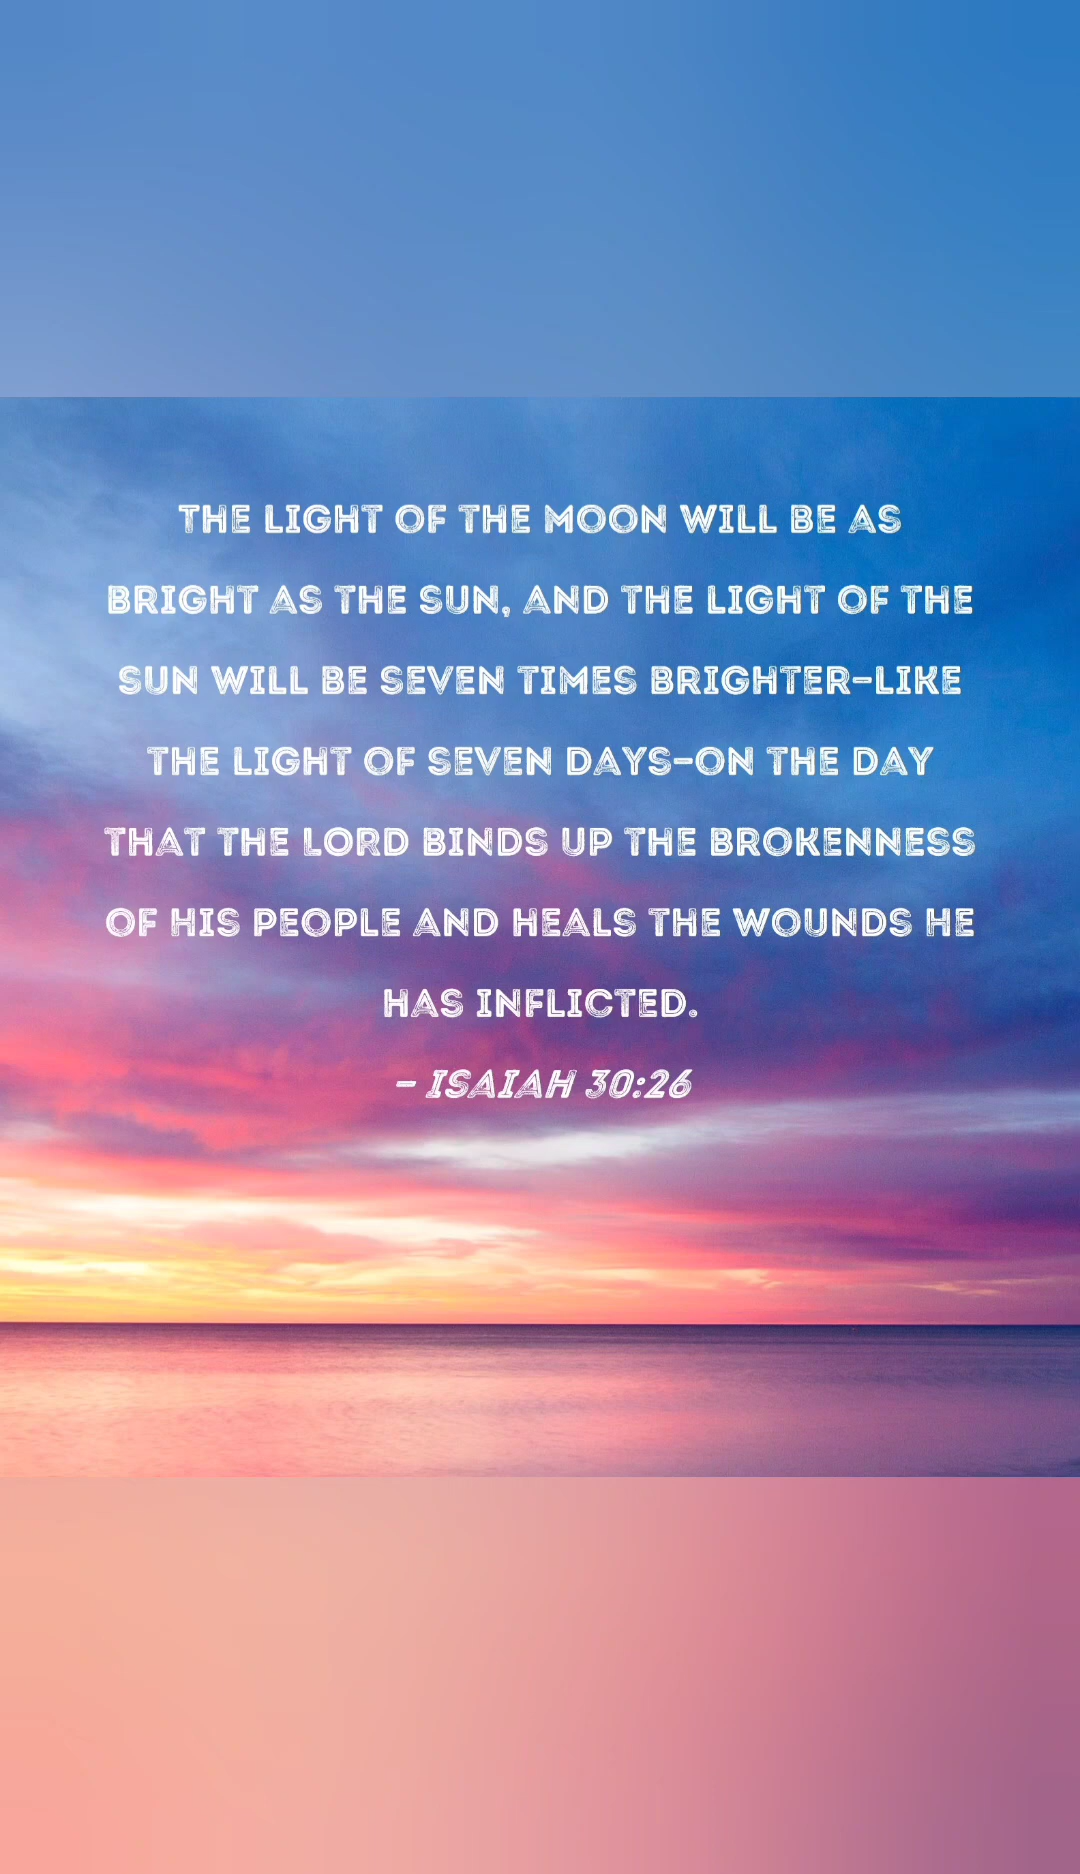 THE LIGHT OF THE MOON WILL BE AS
BRIGHT AS THE SUN, AND THE LIGHT OF THE
SUN WILL BE SEVEN TIMES BRIGHTER-LIKE
THE LIGHT OF SEVEN DAYS-ON THE DAY
THAT THE LORD BINDS UP THE BROKENNESS
OF HIS PEOPLE AND HEALS THE WOUNDS HE
HAS INFLICTED.
- ISAIAH 30:26